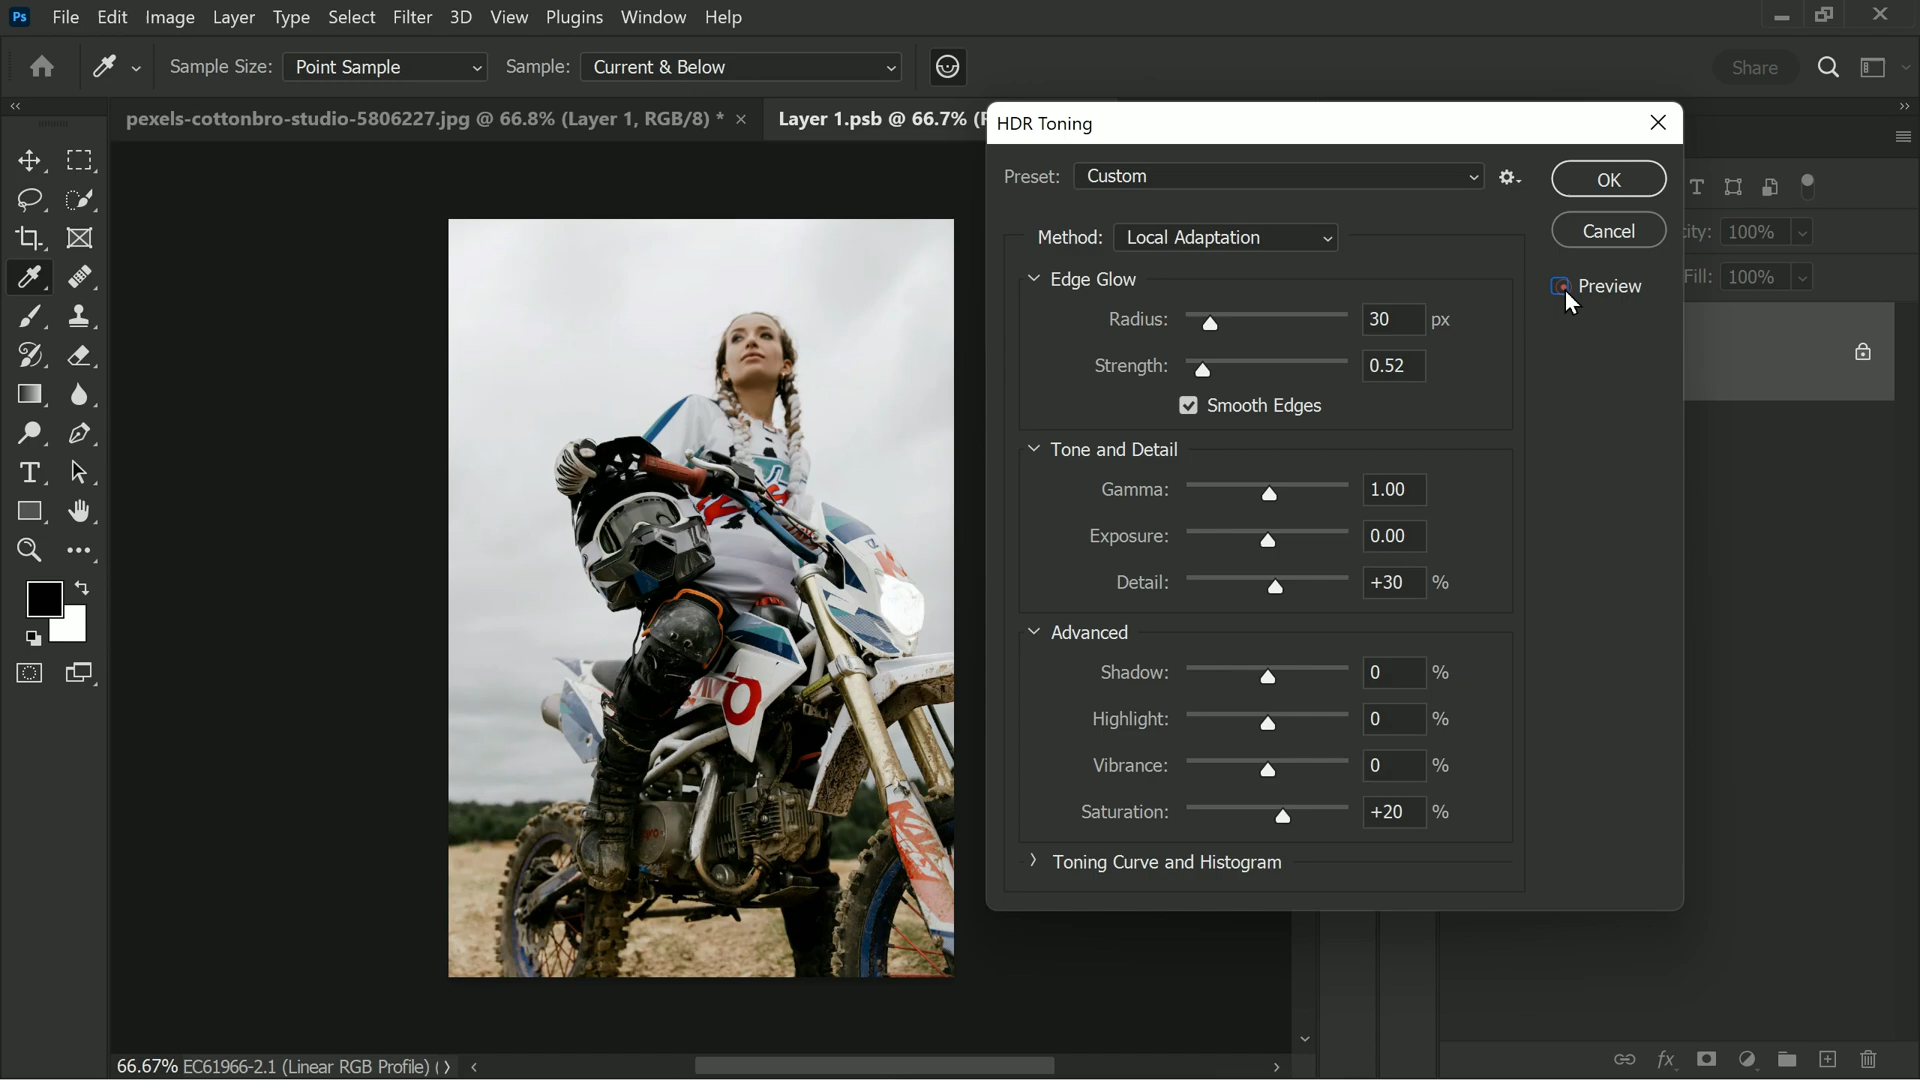 Ps File Edit Image Layer Type Select Filter 3D View Plugins Window Help
Sample Size: Point Sample Sample: Current & Below Share
pexels-cottonbro-studio-5806227.jpg @ 66.8% (Layer 1, RGB/8) * Layer 1.psb @ 66.7% (
HDR Toning
Preset: Custom OK
Cancel
Method: Local Adaptation
Preview
Edge Glow
Radius: 30 px
Strength: 0.52
Smooth Edges
Tone and Detail
Gamma: 1.00
Exposure: 0.00
Detail: +30 %
Advanced
Shadow: 0 %
Highlight: 0 %
Vibrance: 0 %
Saturation: +20 %
Toning Curve and Histogram
city: 100%
Fill: 100%
66.67% EC61966-2.1 (Linear RGB Profile) (
fx